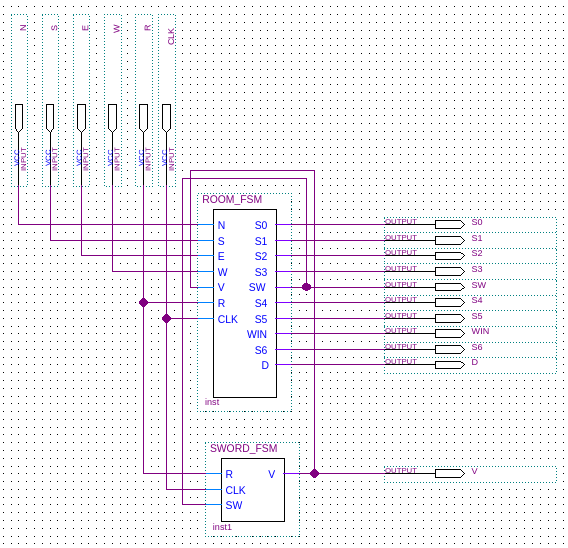 N S E W R CLK
VCC VCC VCC VCC VCC VCC
INPUT INPUT INPUT INPUT INPUT INPUT
ROOM_FSM
N S0 OUTPUT S0
S S1 OUTPUT S1
E S2 OUTPUT S2
W S3 OUTPUT S3
V SW OUTPUT SW
R S4 OUTPUT S4
CLK S5 OUTPUT S5
WIN OUTPUT WIN
S6 OUTPUT S6
D OUTPUT D
inst
SWORD_FSM
R V OUTPUT V
CLK
SW
inst1